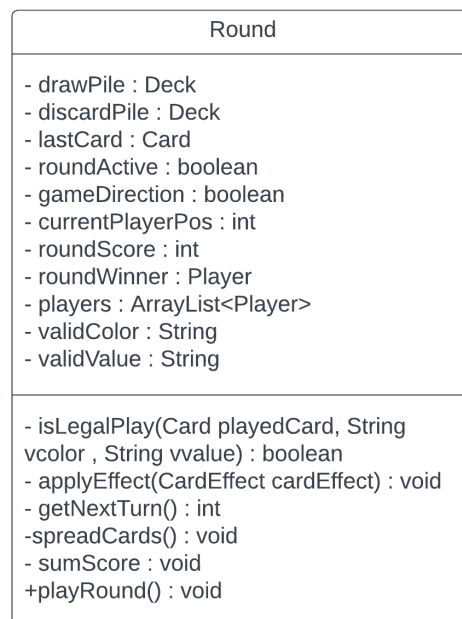 Round
- drawPile : Deck
- discardPile : Deck
- lastCard : Card
- roundActive : boolean
- gameDirection : boolean
- currentPlayerPos : int
- roundScore : int
- roundWinner : Player
- players : ArrayList<Player>
- validColor : String
- validValue : String
- isLegalPlay(Card playedCard, String
vcolor , String vvalue) : boolean
- applyEffect(CardEffect cardEffect) : void
- getNextTurn() : int
-spreadCards() : void
- sumScore : void
+playRound() : void